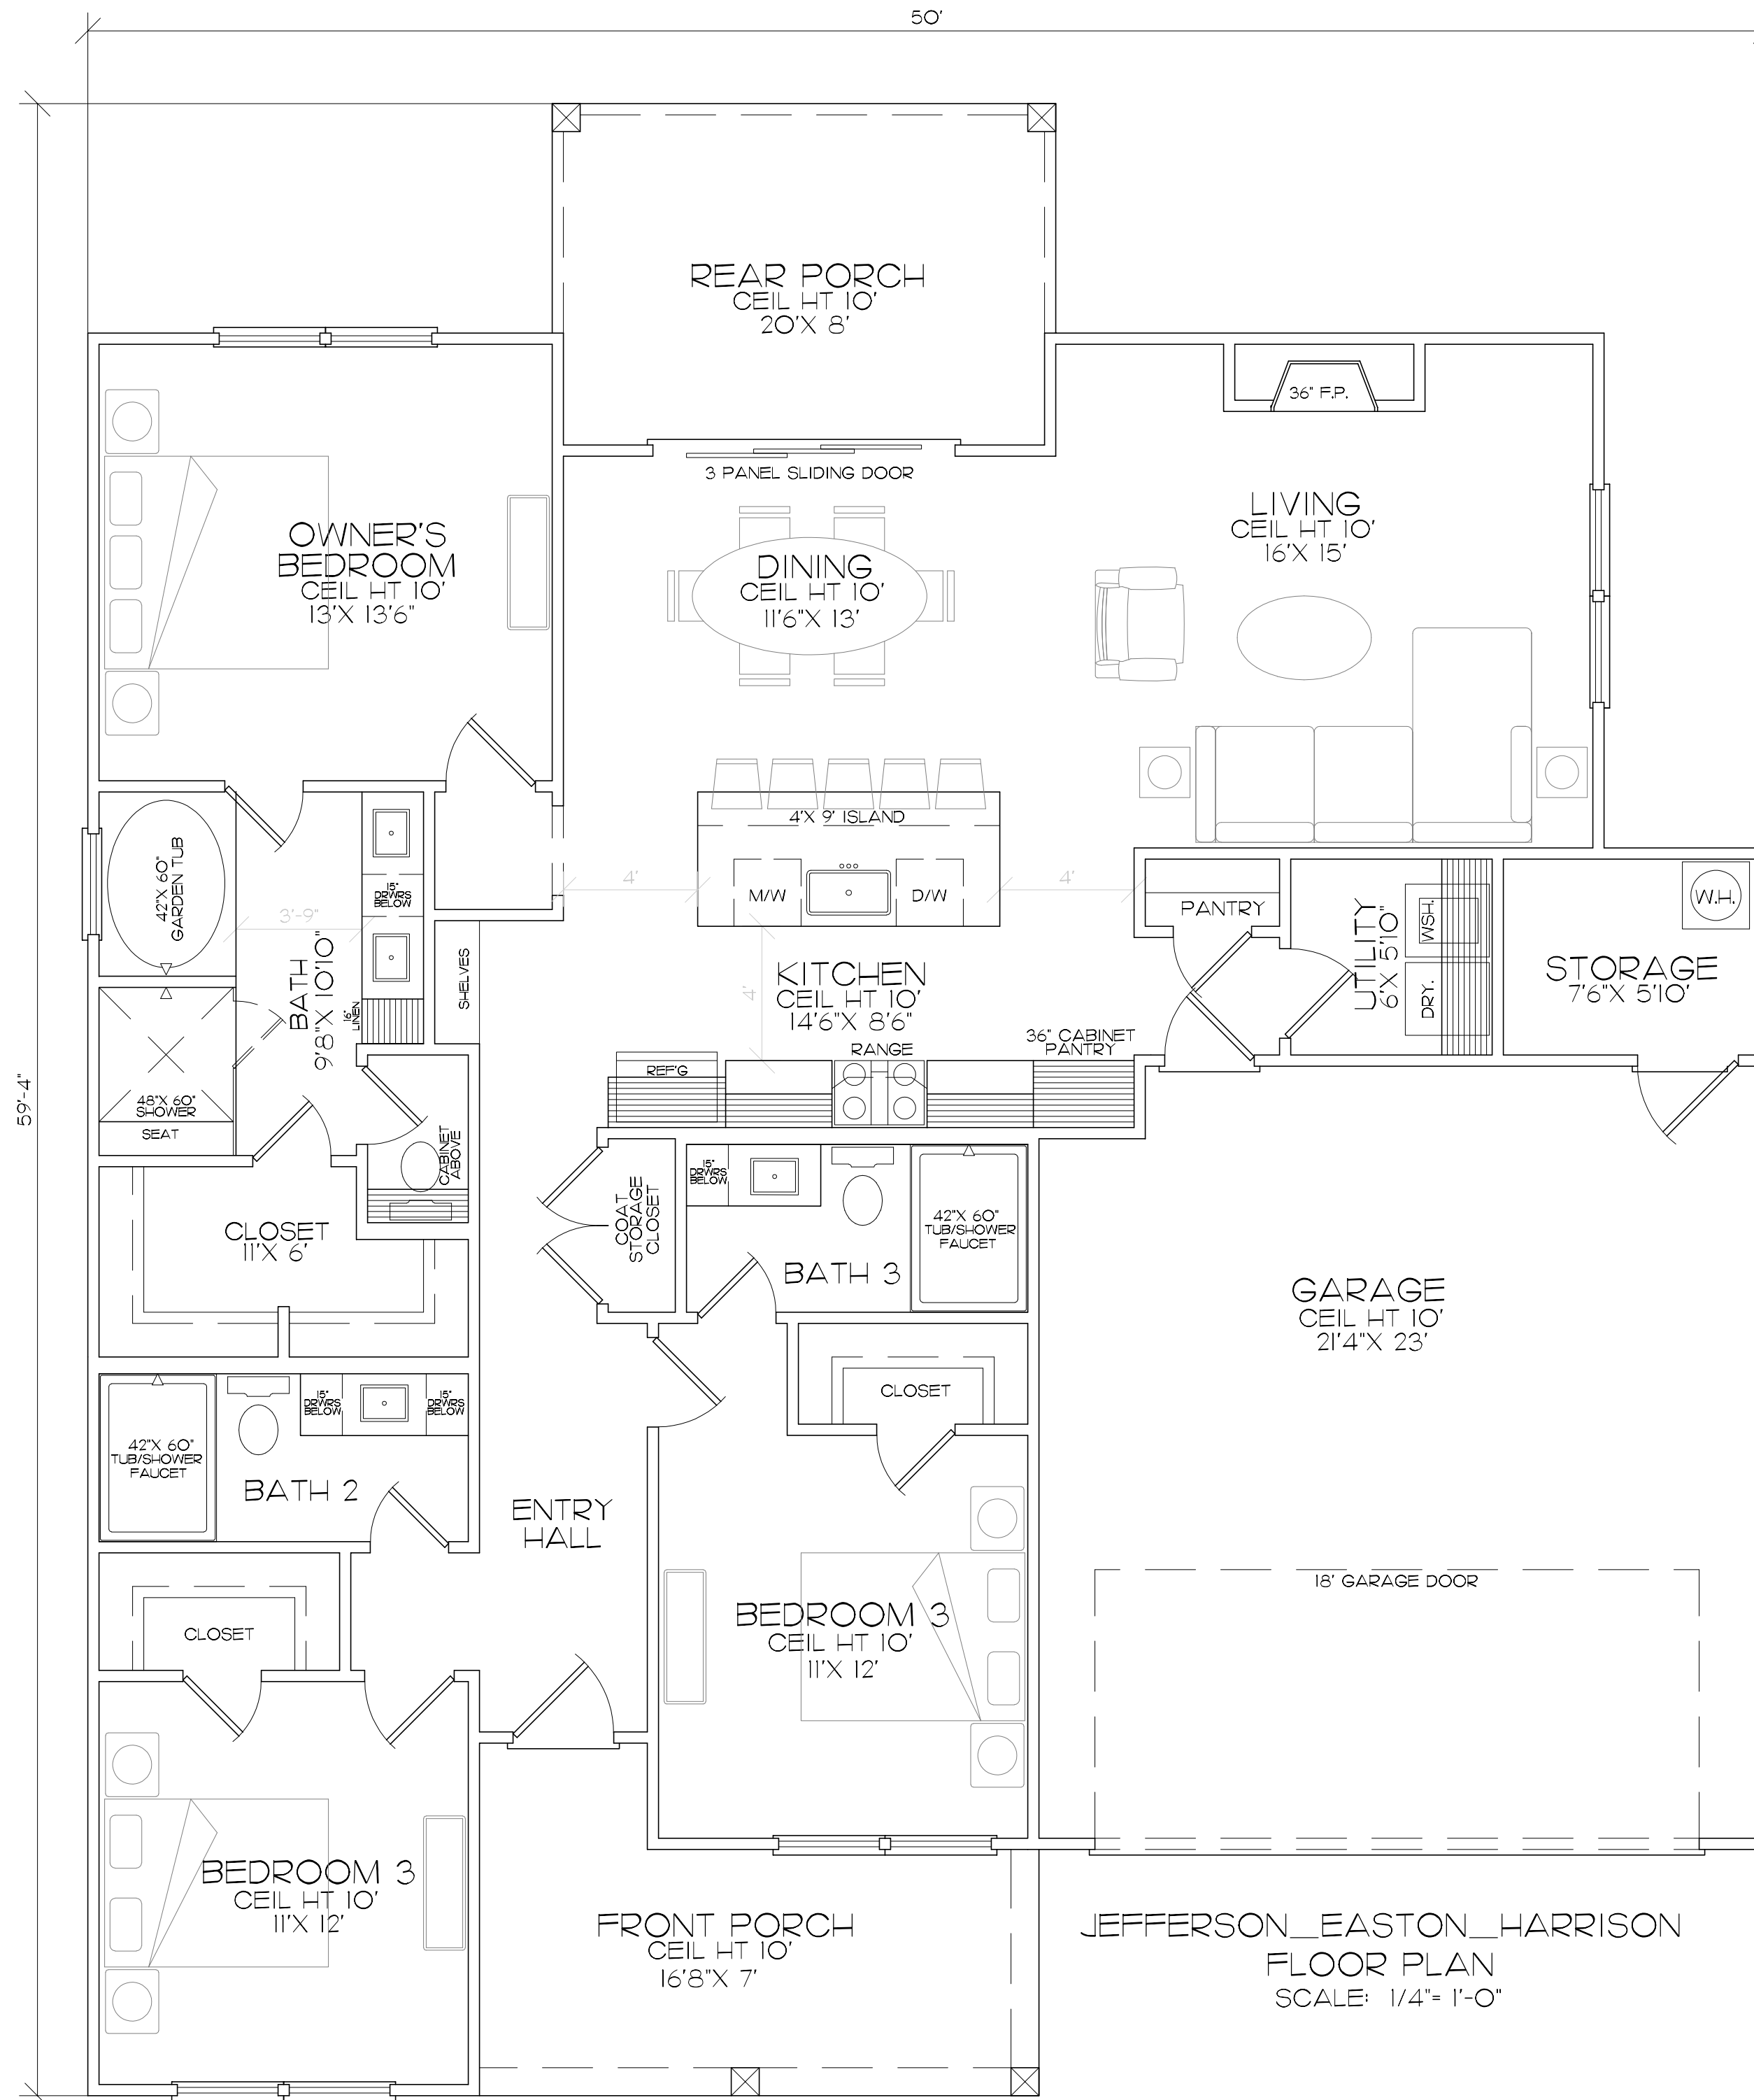 50'
59'-4"
REAR PORCH
CEIL HT 10'
20'X 8'
36" F.P.
3 PANEL SLIDING DOOR
OWNER'S
BEDROOM
CEIL HT 10'
13'X 13'6"
DINING
CEIL HT 10'
11'6"X 13'
LIVING
CEIL HT 10'
16'X 15'
4'X 9' ISLAND
M/W
D/W
4'
4'
4'
42"X 60"
GARDEN TUB
3'-9"
15"
DRWRS
BELOW
BATH
9'8"X 10'10"
16"
LINEN
SHELVES
48"X 60"
SHOWER
SEAT
CABINET
ABOVE
KITCHEN
CEIL HT 10'
14'6"X 8'6"
REF'G
RANGE
36" CABINET
PANTRY
PANTRY
UTILITY
6'X 5'10"
WSH.
DRY.
W.H.
STORAGE
7'6"X 5'10'
CLOSET
11'X 6'
COAT
STORAGE
CLOSET
15"
DRWRS
BELOW
BATH 3
42"X 60"
TUB/SHOWER
FAUCET
GARAGE
CEIL HT 10'
21'4"X 23'
CLOSET
42"X 60"
TUB/SHOWER
FAUCET
15"
DRWRS
BELOW
15"
DRWRS
BELOW
BATH 2
ENTRY
HALL
CLOSET
BEDROOM 3
CEIL HT 10'
11'X 12'
18' GARAGE DOOR
BEDROOM 3
CEIL HT 10'
11'X 12'
FRONT PORCH
CEIL HT 10'
16'8"X 7'
JEFFERSON_EASTON_HARRISON
FLOOR PLAN
SCALE: 1/4"= 1'-0"